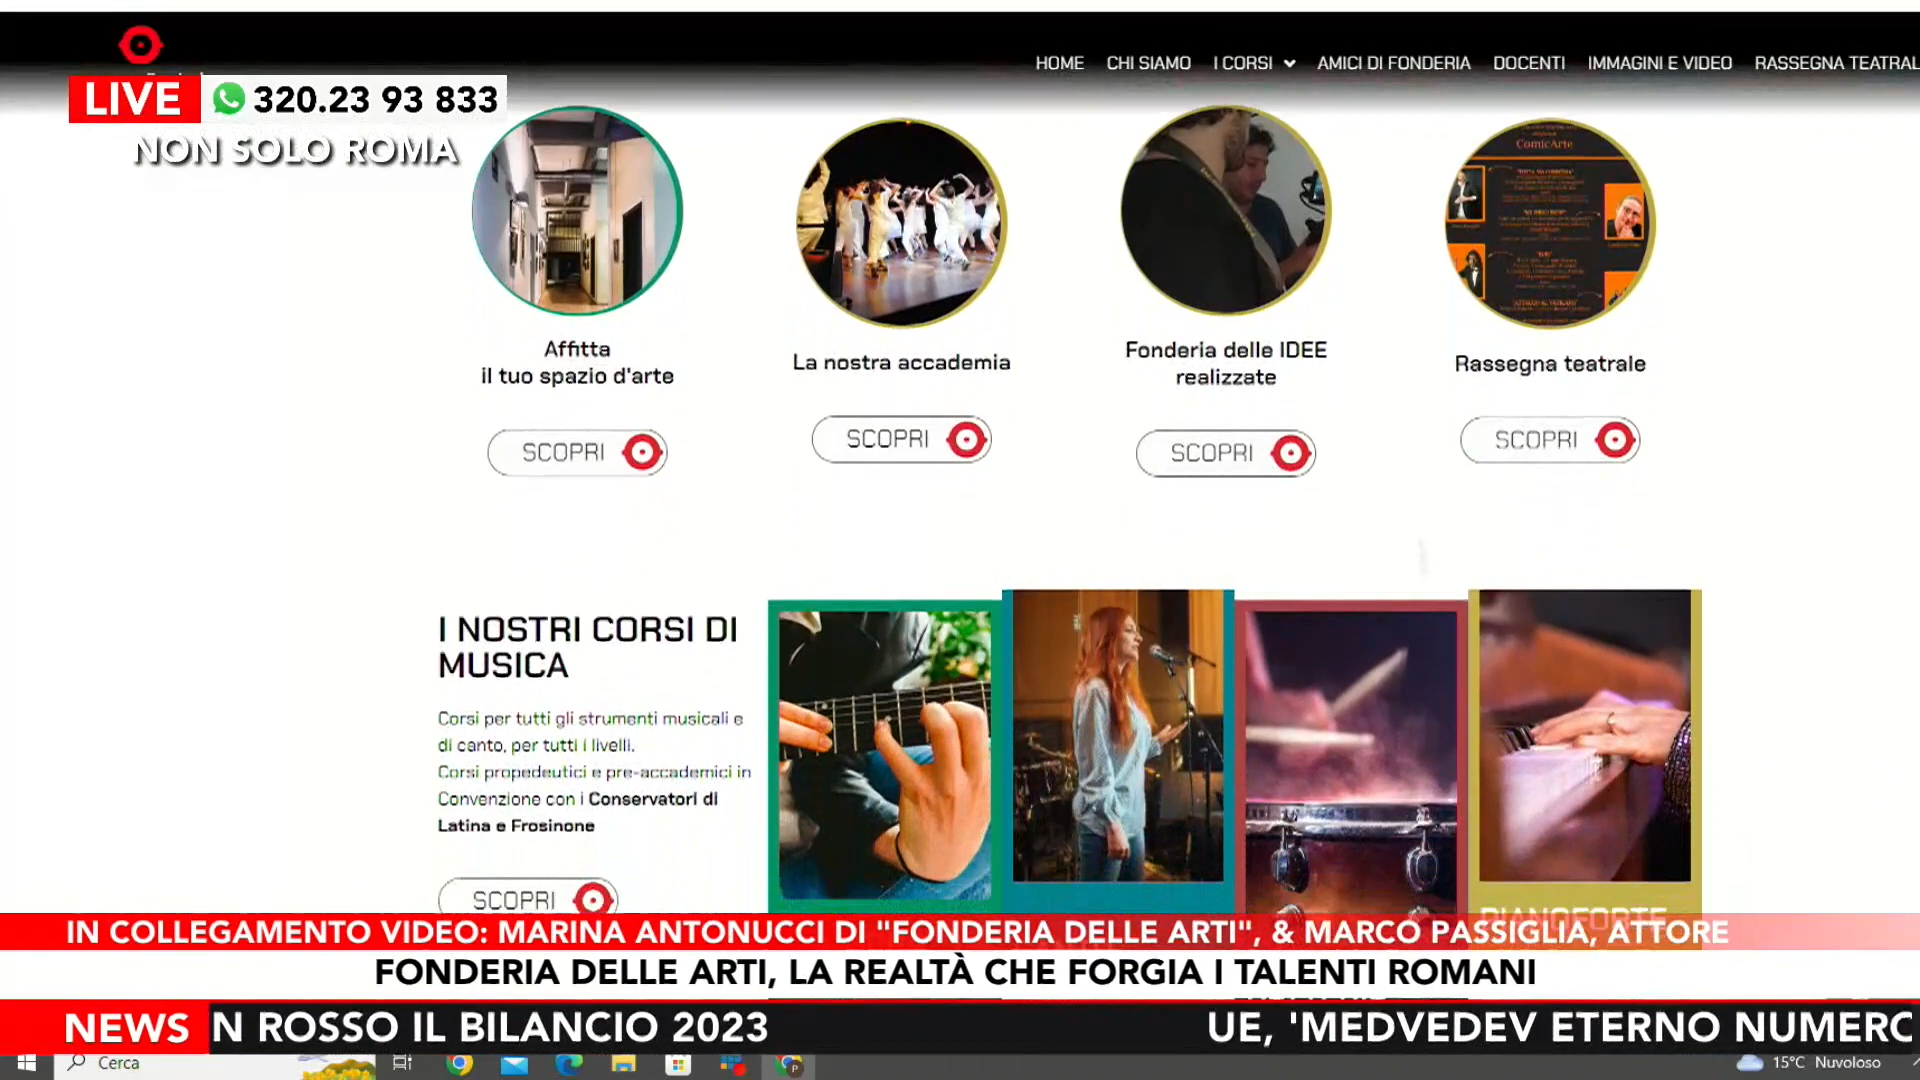 HOME CHI SIAMO I CORSI AMICI DI FONDERIA DOCENTI IMMAGINI E VIDEO RASSEGNA TEATRAL
LIVE 320.23 93 833
NON SOLO ROMA
ComicArte
Affitta
il tuo spazio d'arte
La nostra accademia
Fonderia delle IDEE
realizzate
Rassegna teatrale
SCOPRI
SCOPRI
SCOPRI
SCOPRI
I NOSTRI CORSI DI
MUSICA
Corsi per tutti gli strumenti musicali e
di canto, per tutti i livelli.
Corsi propedeutici e pre-accademici in
Convenzione con i Conservatori di
Latina e Frosinone
SCOPRI
PIANOFORTE
IN COLLEGAMENTO VIDEO: MARINA ANTONUCCI DI "FONDERIA DELLE ARTI", & MARCO PASSIGLIA, ATTORE
FONDERIA DELLE ARTI, LA REALTÀ CHE FORGIA I TALENTI ROMANI
NEWS N ROSSO IL BILANCIO 2023 UE, 'MEDVEDEV ETERNO NUMERO
Cerca
15°C Nuvoloso